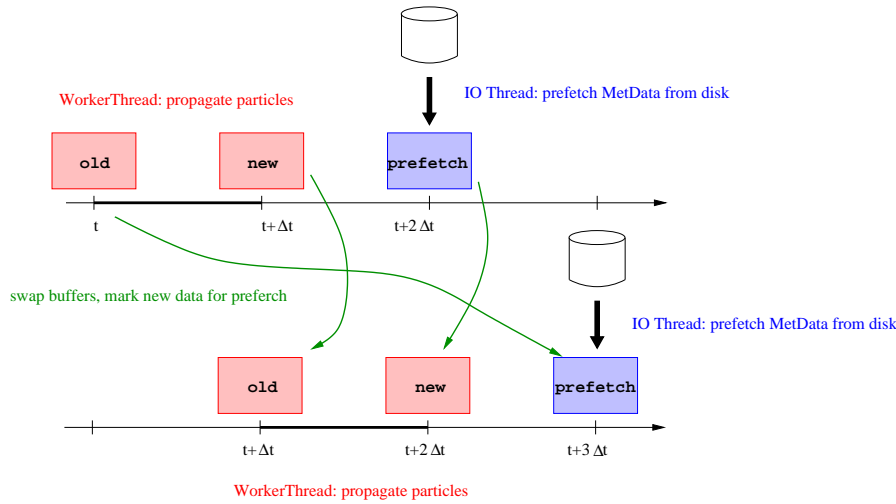 IO Thread: prefetch MetData from disk
WorkerThread: propagate particles
old
new
prefetch
t
t+Δt
t+2 Δt
swap buffers, mark new data for preferch
IO Thread: prefetch MetData from disk
old
new
prefetch
t+Δt
t+2 Δt
t+3 Δt
WorkerThread: propagate particles